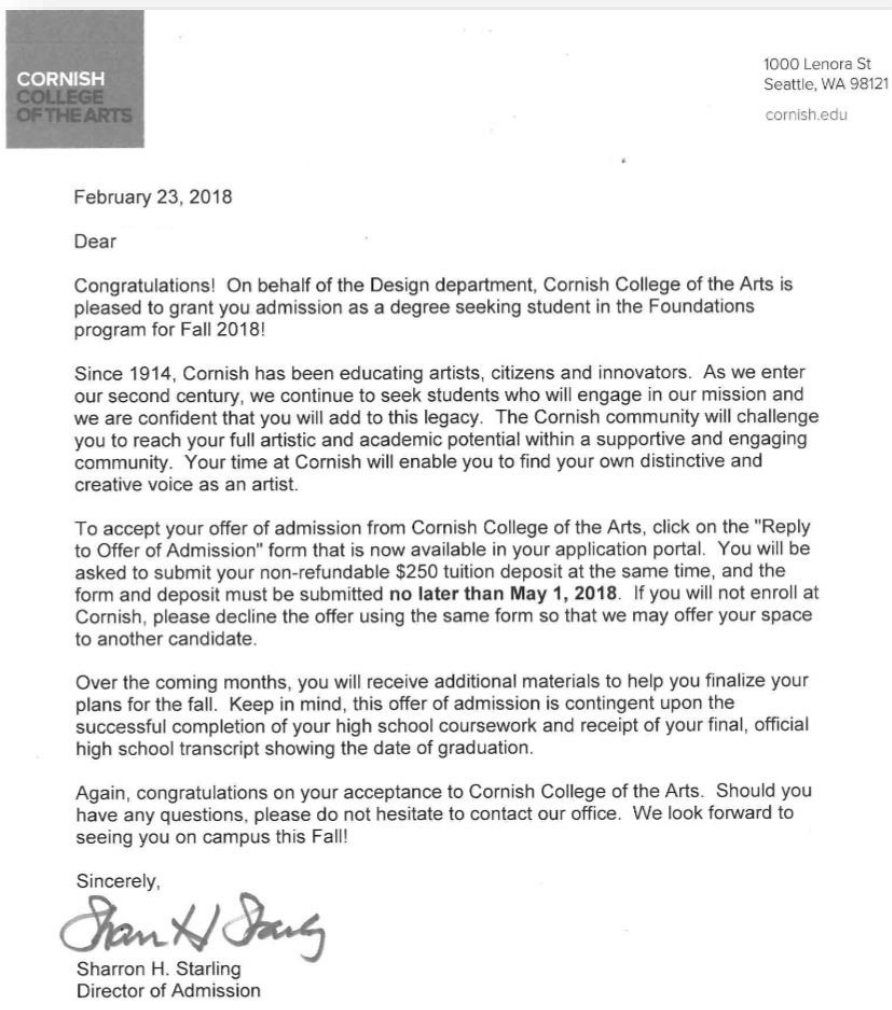 CORNISH
COLLEGE
OF THE ARTS
1000 Lenora St
Seattle, WA 98121
cornish.edu
February 23, 2018
Dear
Congratulations!  On behalf of the Design department, Cornish College of the Arts is
pleased to grant you admission as a degree seeking student in the Foundations
program for Fall 2018!
Since 1914, Cornish has been educating artists, citizens and innovators.  As we enter
our second century, we continue to seek students who will engage in our mission and
we are confident that you will add to this legacy.  The Cornish community will challenge
you to reach your full artistic and academic potential within a supportive and engaging
community.  Your time at Cornish will enable you to find your own distinctive and
creative voice as an artist.
To accept your offer of admission from Cornish College of the Arts, click on the "Reply
to Offer of Admission" form that is now available in your application portal.  You will be
asked to submit your non-refundable $250 tuition deposit at the same time, and the
form and deposit must be submitted no later than May 1, 2018.  If you will not enroll at
Cornish, please decline the offer using the same form so that we may offer your space
to another candidate.
Over the coming months, you will receive additional materials to help you finalize your
plans for the fall.  Keep in mind, this offer of admission is contingent upon the
successful completion of your high school coursework and receipt of your final, official
high school transcript showing the date of graduation.
Again, congratulations on your acceptance to Cornish College of the Arts.  Should you
have any questions, please do not hesitate to contact our office.  We look forward to
seeing you on campus this Fall!
Sincerely,
Sharron H. Starling
Director of Admission